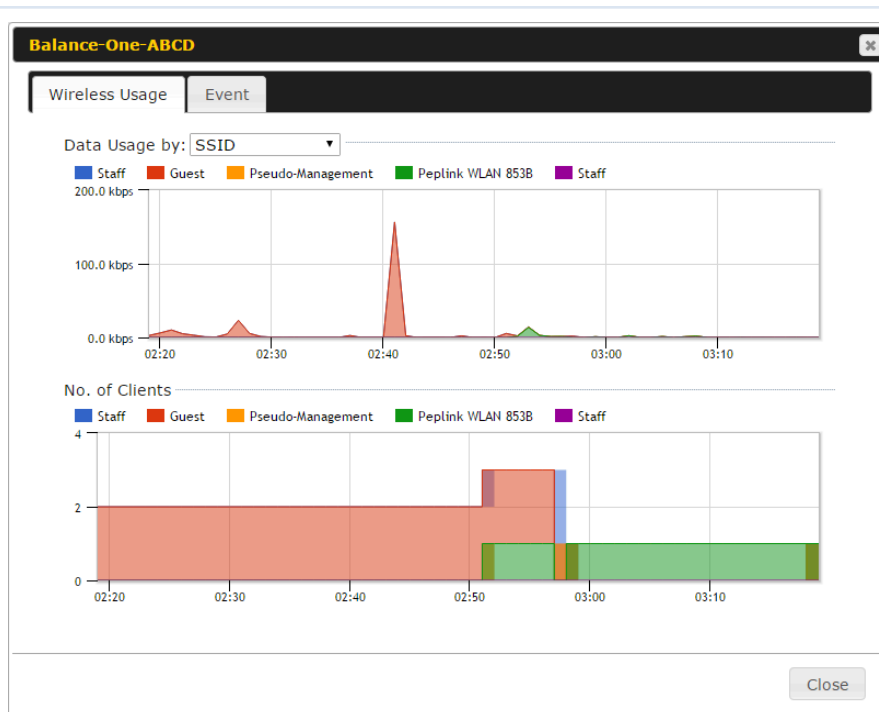 Balance-One-ABCD
Wireless Usage Event
Data Usage by: SSID
Staff Guest Pseudo-Management Peplink WLAN 853B Staff
200.0 kbps
100.0 kbps
0.0 kbps
02:20 02:30 02:40 02:50 03:00 03:10
No. of Clients
Staff Guest Pseudo-Management Peplink WLAN 853B Staff
4
2
0
02:20 02:30 02:40 02:50 03:00 03:10
Close